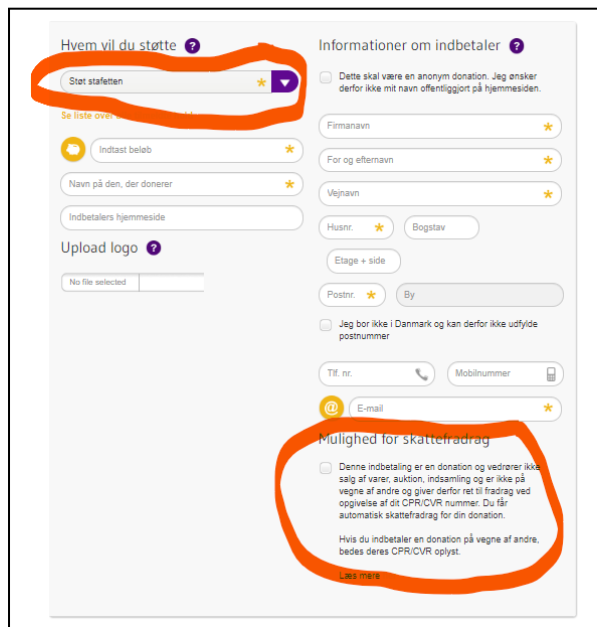 Hvem vil du støtte ?
Støt stafetten *
Se liste over
Indtast beløb *
Navn på den, der donerer *
Indbetalers hjemmeside
Upload logo ?
No file selected
Informationer om indbetaler ?
Dette skal være en anonym donation. Jeg ønsker
derfor ikke mit navn offentliggjort på hjemmesiden.
Firmanavn *
For og efternavn *
Vejnavn *
Husnr. * Bogstav
Etage + side
Postnr. * By
Jeg bor ikke i Danmark og kan derfor ikke udfylde
postnummer
Tlf. nr. Mobilnummer
@ E-mail *
Mulighed for skattefradrag
Denne indbetaling er en donation og vedrører ikke
salg af varer, auktion, indsamling og er ikke på
vegne af andre og giver derfor ret til fradrag ved
opgivelse af dit CPR/CVR nummer. Du får
automatisk skattefradrag for din donation.
Hvis du indbetaler en donation på vegne af andre,
bedes deres CPR/CVR oplyst.
Læs mere